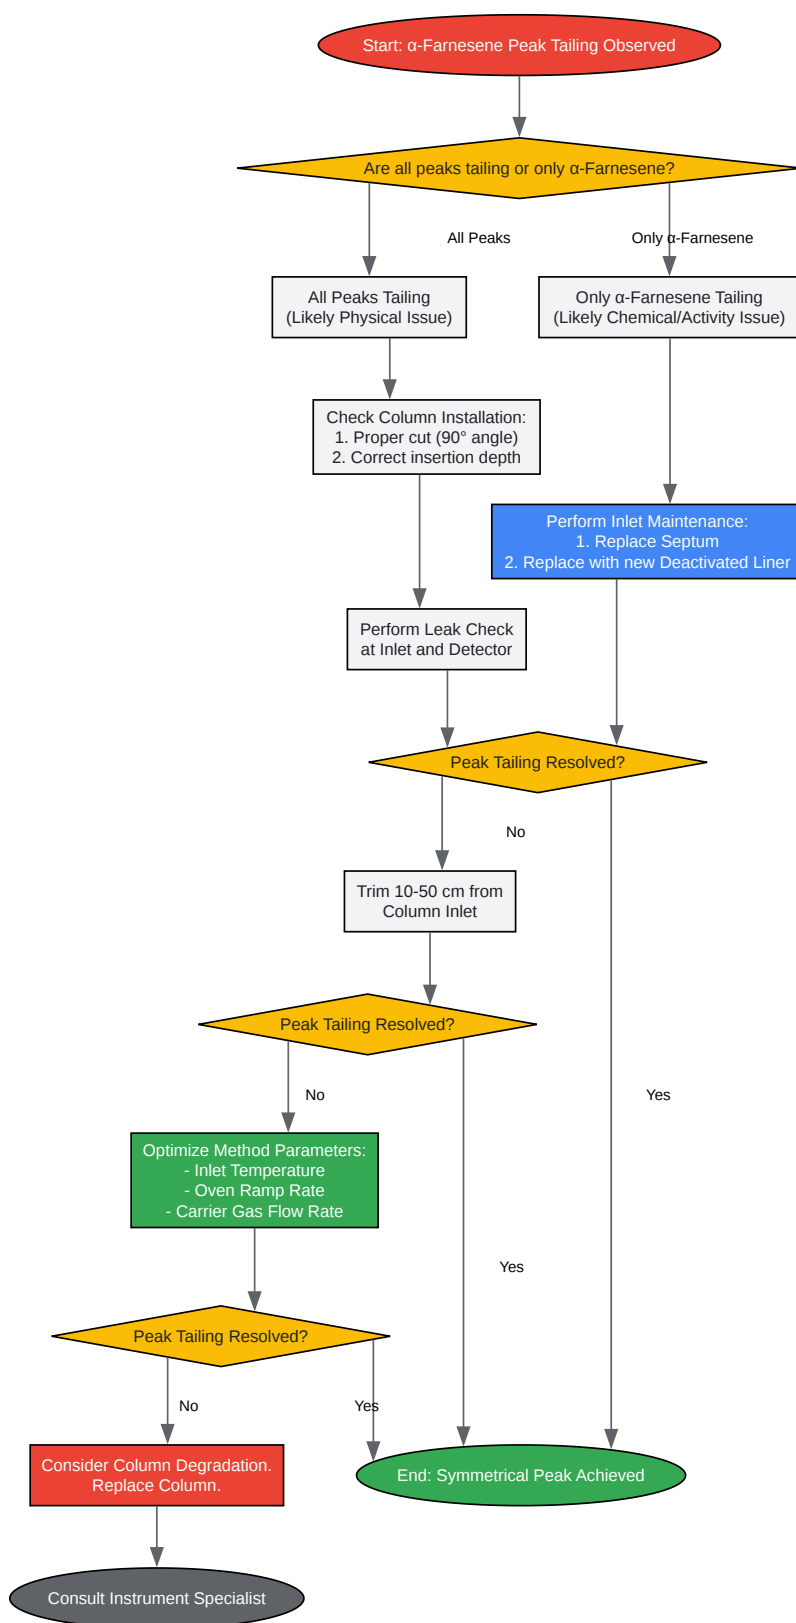 Start: α-Farnesene Peak Tailing Observed
Are all peaks tailing or only α-Farnesene?
All Peaks
Only α-Farnesene
All Peaks Tailing
(Likely Physical Issue)
Only α-Farnesene Tailing
(Likely Chemical/Activity Issue)
Check Column Installation:
1. Proper cut (90° angle)
2. Correct insertion depth
Perform Inlet Maintenance:
1. Replace Septum
2. Replace with new Deactivated Liner
Perform Leak Check
at Inlet and Detector
Peak Tailing Resolved?
No
Trim 10-50 cm from
Column Inlet
Peak Tailing Resolved?
No
Yes
Optimize Method Parameters:
- Inlet Temperature
- Oven Ramp Rate
- Carrier Gas Flow Rate
Yes
Peak Tailing Resolved?
No
Yes
Consider Column Degradation.
Replace Column.
End: Symmetrical Peak Achieved
Consult Instrument Specialist